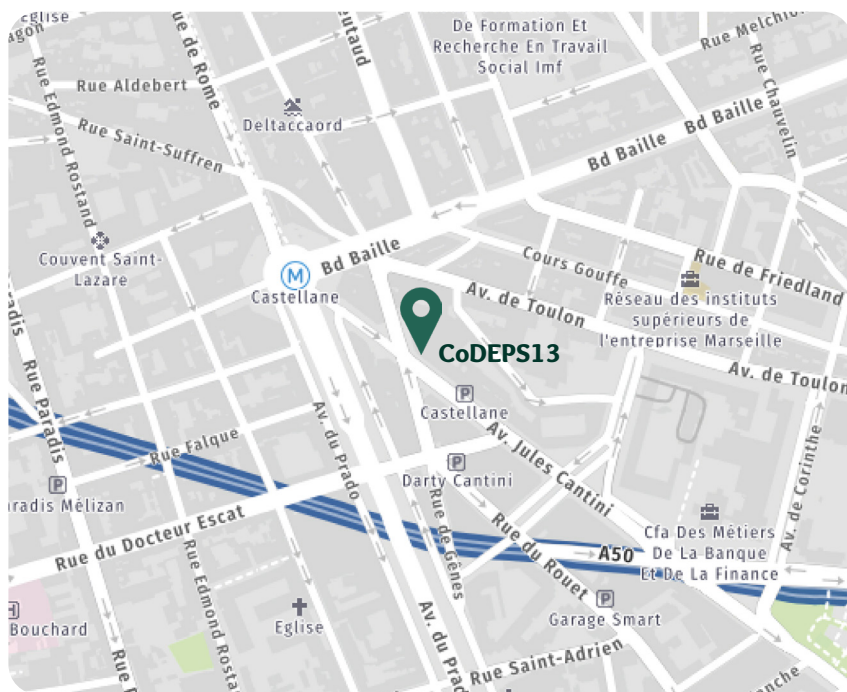 Eglise
De Formation Et
Recherche En Travail
Social Imf
Rue Melchio
Rue de Rome
Rue Aldebert
Rue Edmond Rostand
Rue Chauvelin
Deltaccaord
Bd Baille
Rue Saint-Suffren
Bd Baille
Couvent Saint-
Lazare
Bd Baille
M
Castellane
Cours Gouffe
Rue de Friedland
Av. de Toulon
Réseau des instituts
supérieurs de
l'entreprise Marseille
CoDEPS13
Av. de Toulon
Rue Paradis
P
Castellane
Av. du Prado
Av. Jules Cantini
Rue Falque
P
Darty Cantini
P
aradis Mélizan
Rue du Docteur Escat
Rue de Gênes
Rue du Rouet
Av. de Corinthe
A50
Cfa Des Métiers
De La Banque
Et De La Finance
Rue Edmond Rosta
H
Bouchard
Eglise
P
Garage Smart
Av. du Prad
Rue Saint-Adrien